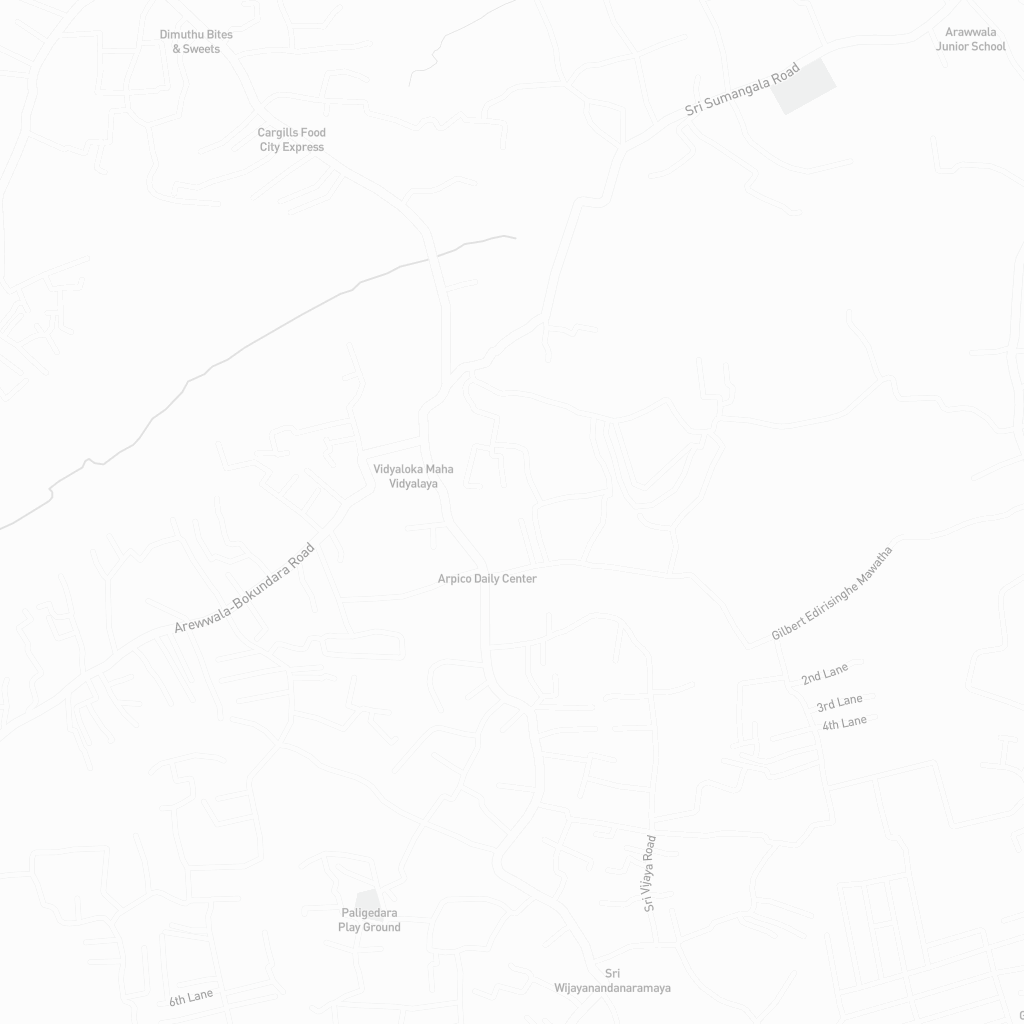 Dimuthu Bites
& Sweets
Arawwala
Junior School
Sri Sumangala Road
Cargills Food
City Express
Vidyaloka Maha
Vidyalaya
Arewwala-Bokundara Road
Arpico Daily Center
Gilbert Edirisinghe Mawatha
2nd Lane
3rd Lane
4th Lane
Sri Vijaya Road
Paligedara
Play Ground
Sri
Wijayanandanaramaya
6th Lane